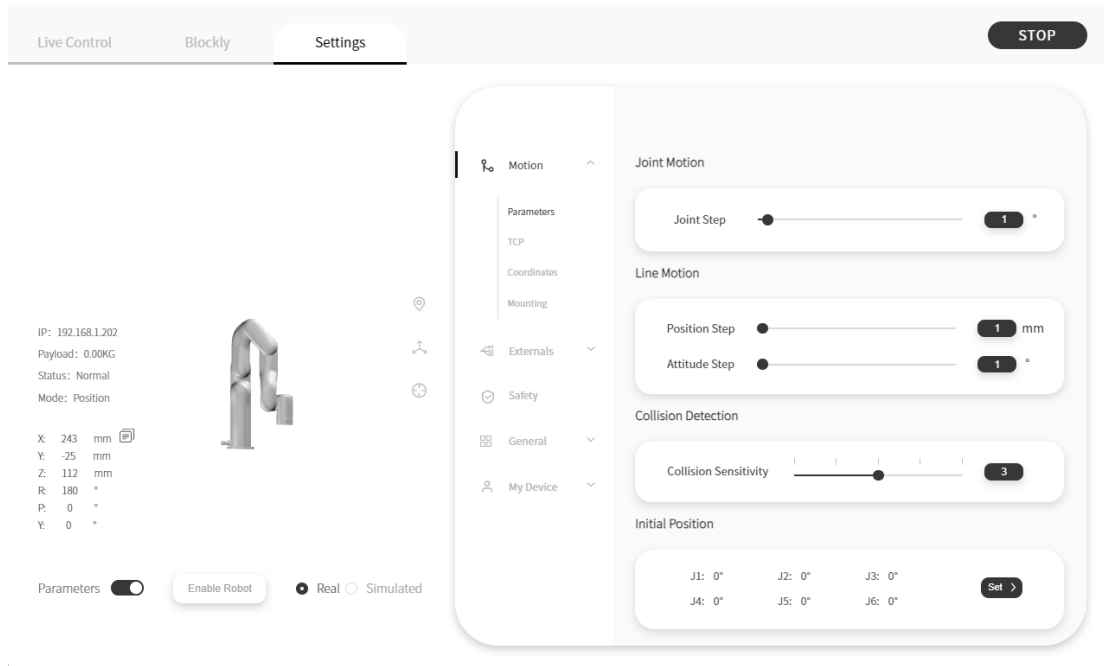 Live Control
Blockly
Settings
STOP
IP: 192.168.1.202
Payload: 0.00KG
Status: Normal
Mode: Position
X: 243 mm
Y: -25 mm
Z: 112 mm
R: 180 °
P: 0 °
Y: 0 °
Parameters
Enable Robot
Real
Simulated
Motion
Parameters
TCP
Coordinates
Mounting
Externals
Safety
General
My Device
Joint Motion
Joint Step 1 °
Line Motion
Position Step 1 mm
Attitude Step 1 °
Collision Detection
Collision Sensitivity 3
Initial Position
J1: 0° J2: 0° J3: 0°
Set >
J4: 0° J5: 0° J6: 0°